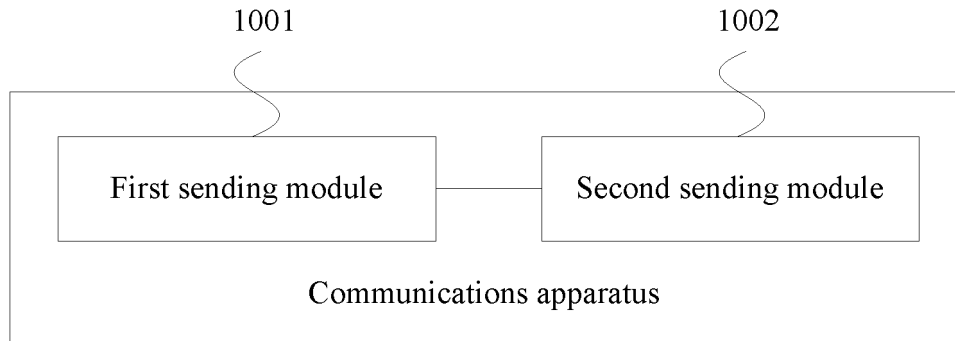 1001 1002
First sending module Second sending module
Communications apparatus